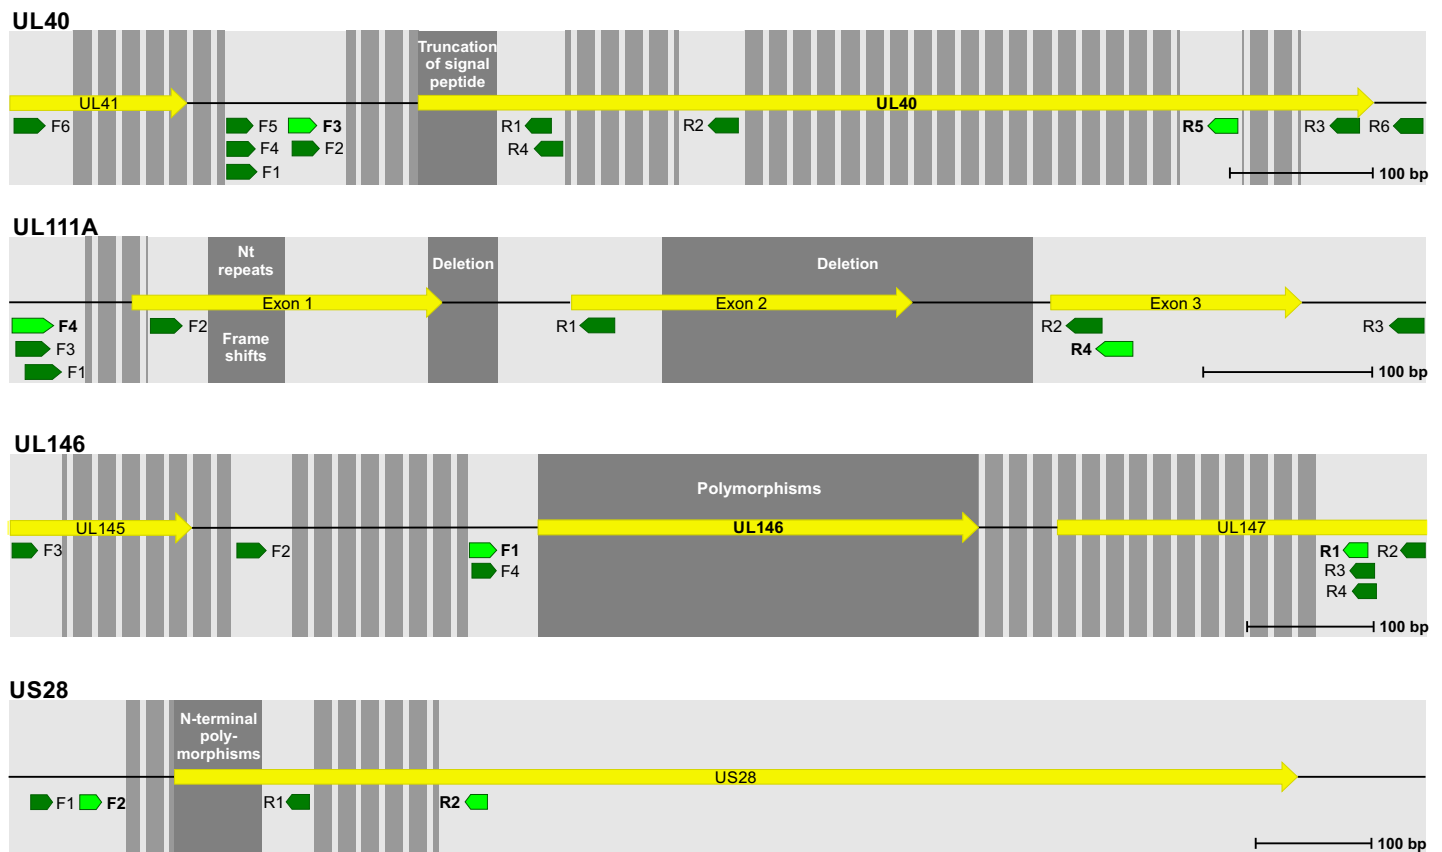 UL40
Truncation
of signal
peptide
UL41
UL40
F6
F5
F3
R1
R2
R5
R3
R6
F4
F2
R4
F1
100 bp
UL111A
Nt
repeats
Deletion
Deletion
Exon 1
Exon 2
Exon 3
F4
F2
Frame
shifts
R1
R2
R3
F3
R4
F1
100 bp
UL146
Polymorphisms
UL145
UL146
UL147
F3
F2
F1
R1
R2
F4
R3
R4
100 bp
US28
N-terminal
poly-
morphisms
US28
F1
F2
R1
R2
100 bp